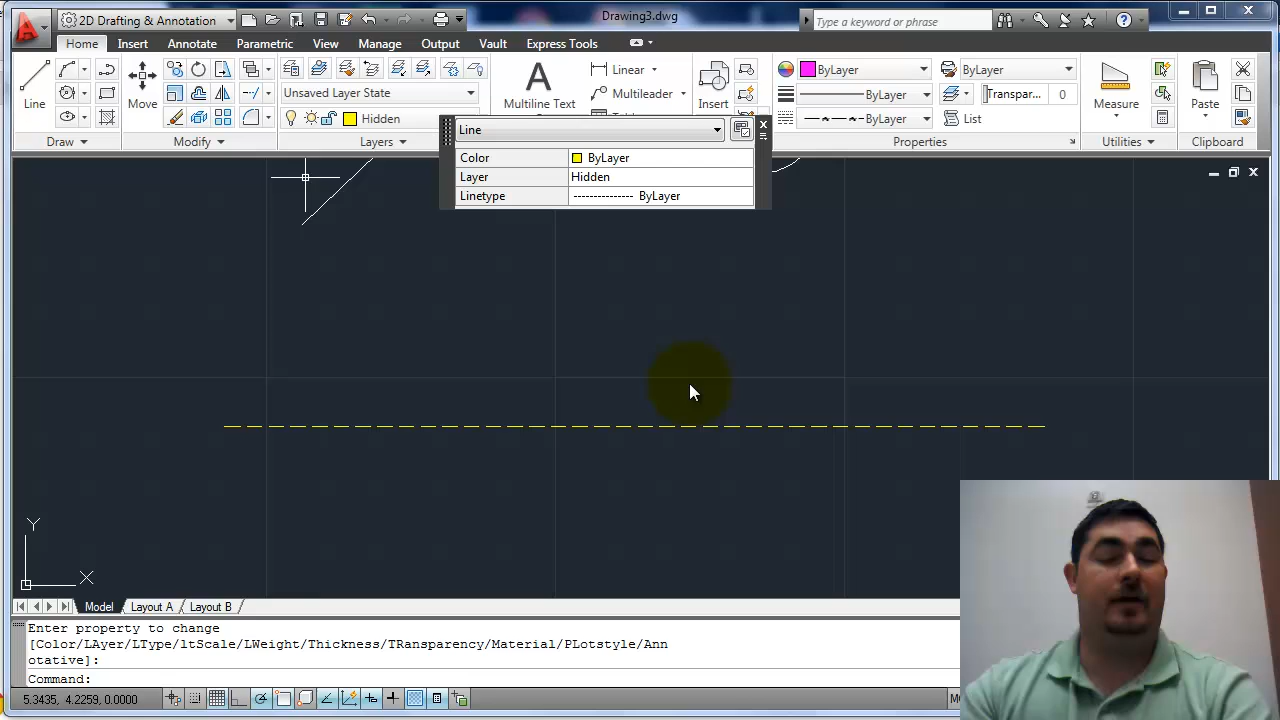 2D Drafting & Annotation
Drawing3.dwg
Type a keyword or phrase
Home Insert Annotate Parametric View Manage Output Vault Express Tools
Line
Move
Unsaved Layer State
Hidden
Multiline Text
Linear
Multileader
Insert
ByLayer
ByLayer
ByLayer
ByLayer
Transpar... 0
List
Measure
Paste
Draw Modify Layers Properties Utilities Clipboard
Line
Color ByLayer
Layer Hidden
Linetype ByLayer
Y
X
Model Layout A Layout B
Enter property to change
[Color/LAyer/LType/ltScale/LWeight/Thickness/TRansparency/Material/PLotstyle/Ann
otative]:
Command:
5.3435, 4.2259, 0.0000